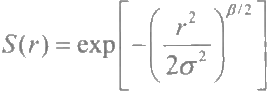 S(r) = exp[-(r²/2σ²)^{β/2}]